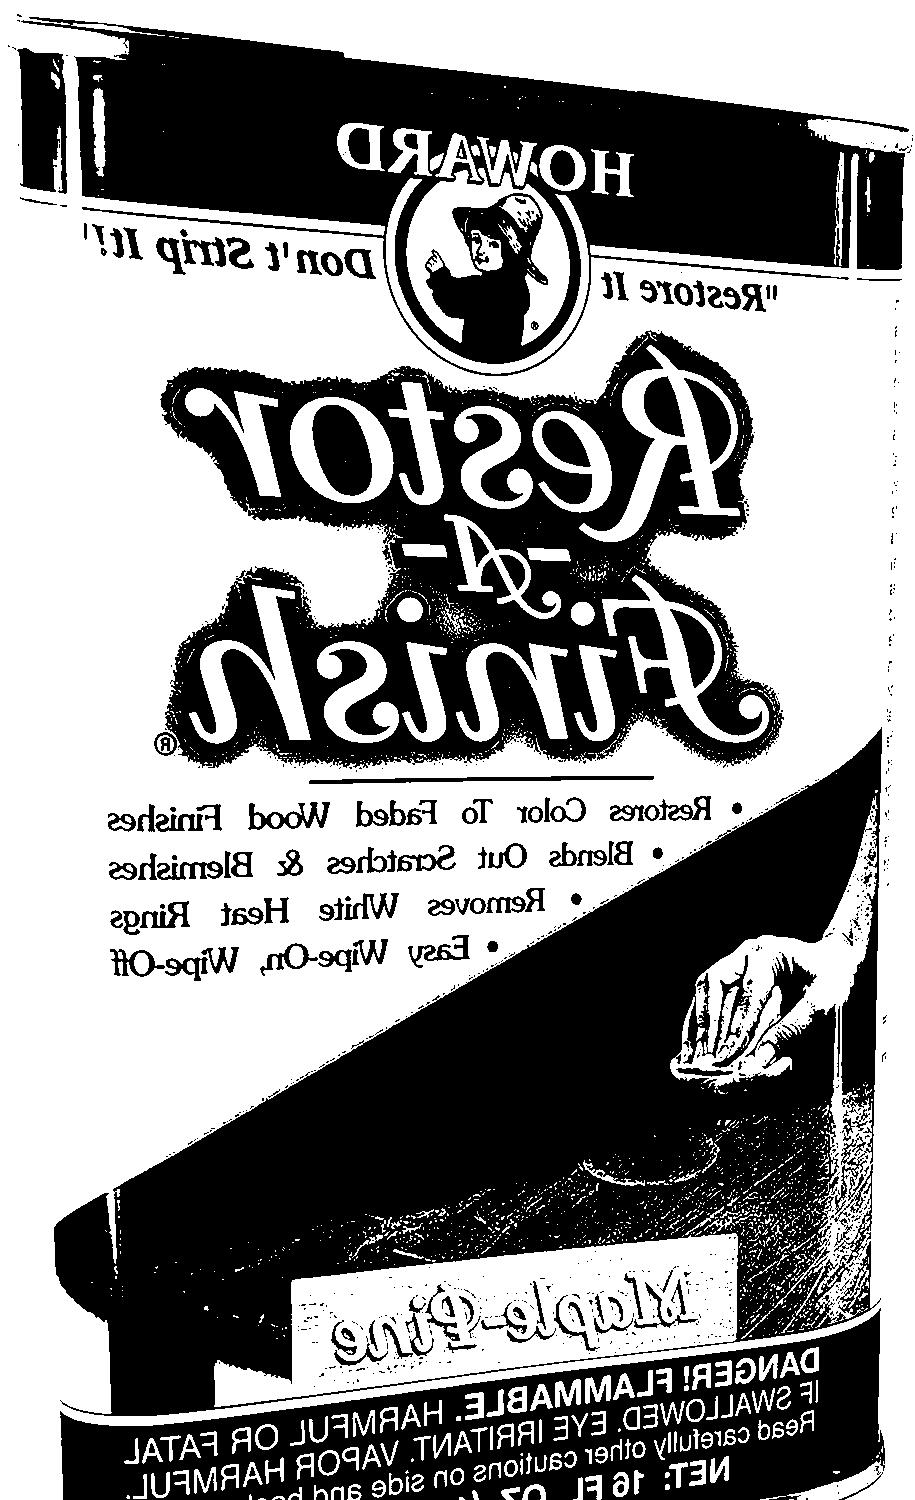 HOWARD
"Restore It Don't Strip It!"
®
Restor
-A-
Finish®
• Restores Color To Faded Wood Finishes
• Blends Out Scratches & Blemishes
• Removes White Heat Rings
• Easy Wipe-On, Wipe-Off
Maple-Pine
DANGER! FLAMMABLE. HARMFUL OR FATAL
IF SWALLOWED. EYE IRRITANT. VAPOR HARMFUL.
Read carefully other cautions on side and
NET: 16 FL. OZ.